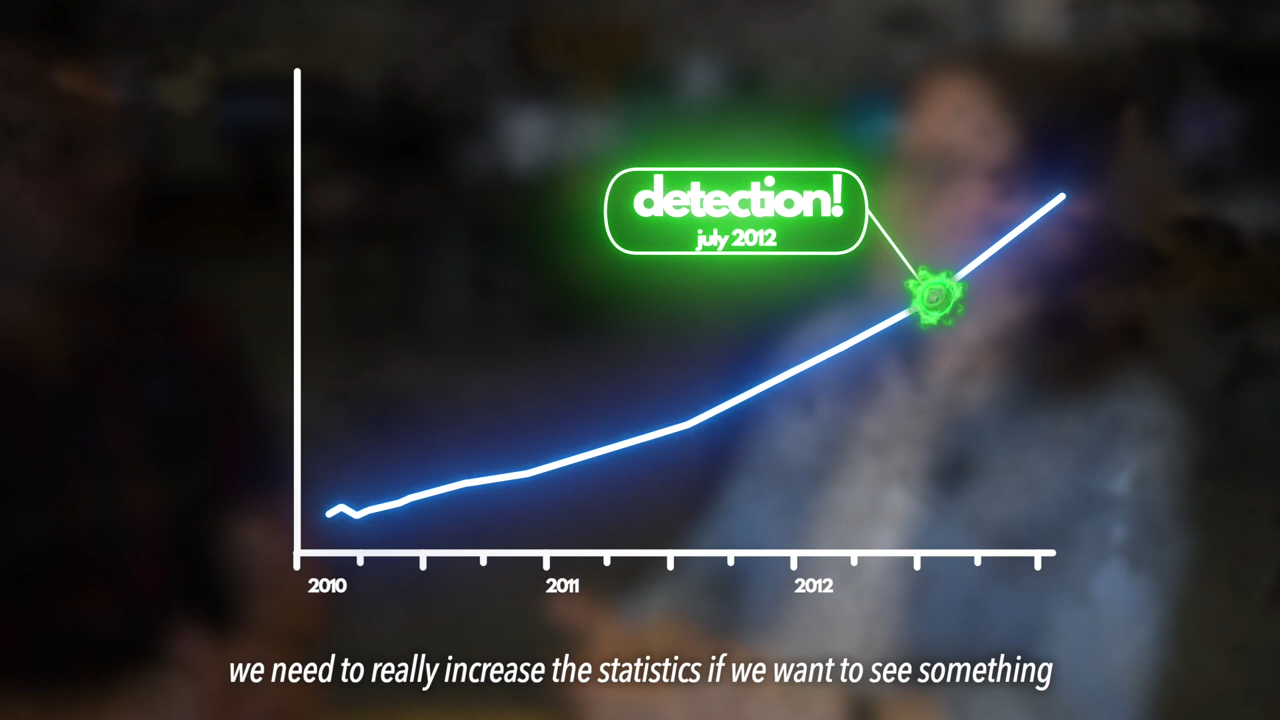 detection!
july 2012
2010
2011
2012
we need to really increase the statistics if we want to see something